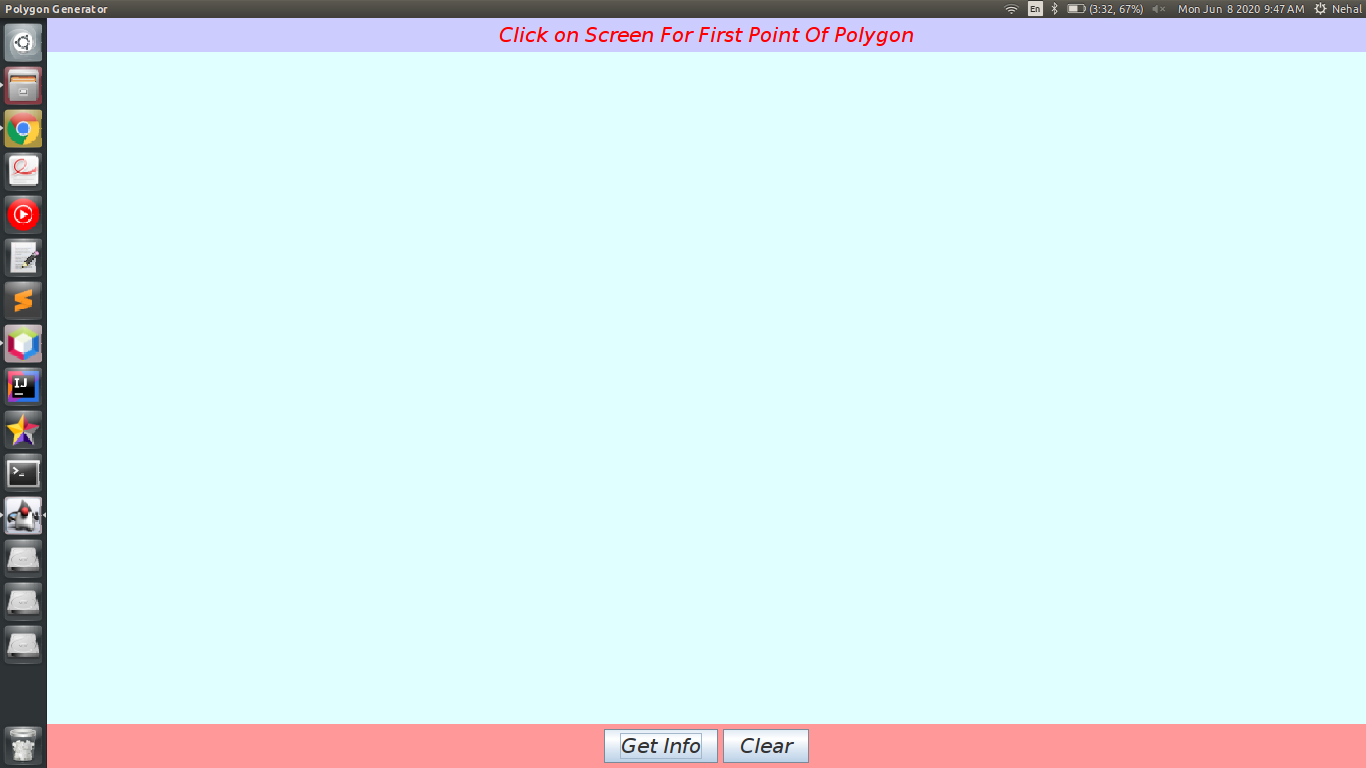 Polygon Generator
En (3:32, 67%) Mon Jun 8 2020 9:47 AM Nehal
Click on Screen For First Point Of Polygon
IJ
>_
Get Info Clear